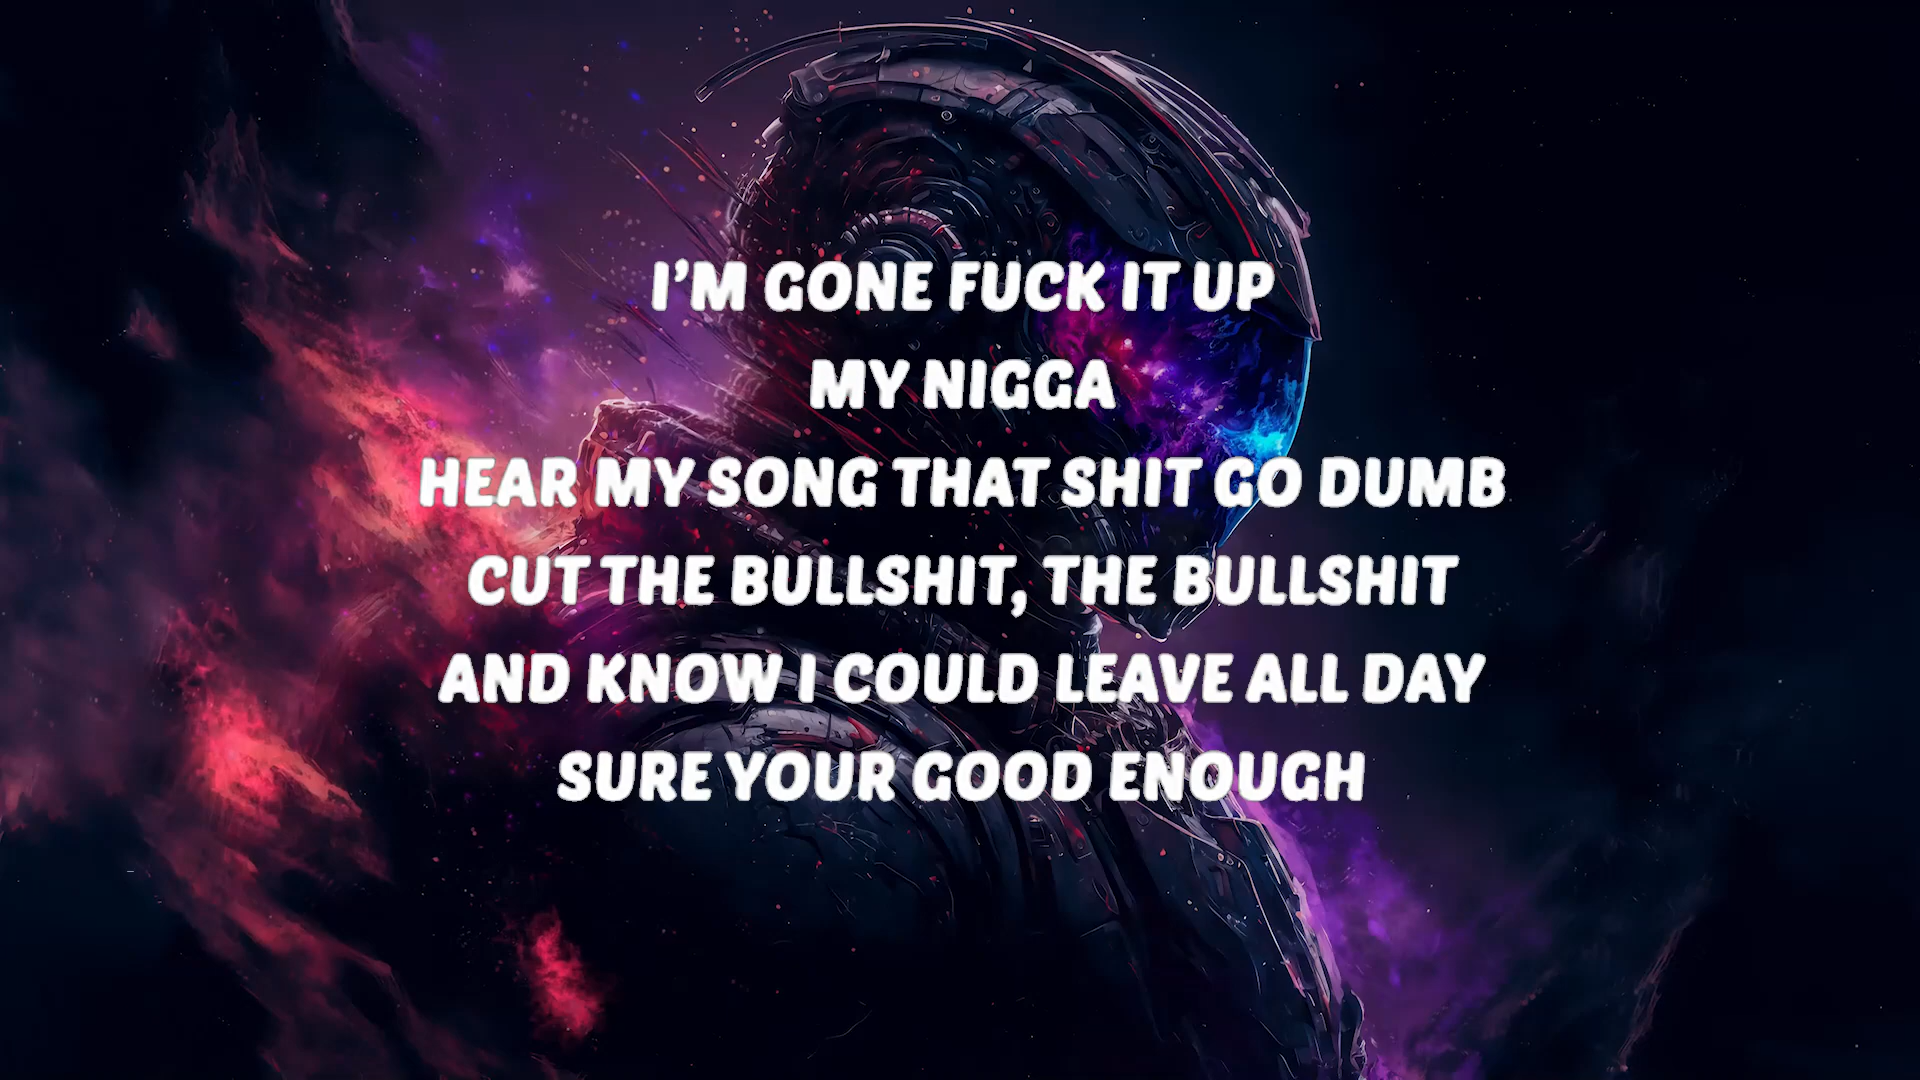 I'M GONE FUCK IT UP
MY NIGGA
HEAR MY SONG THAT SHIT GO DUMB
CUT THE BULLSHIT, THE BULLSHIT
AND KNOW I COULD LEAVE ALL DAY
SURE YOUR GOOD ENOUGH